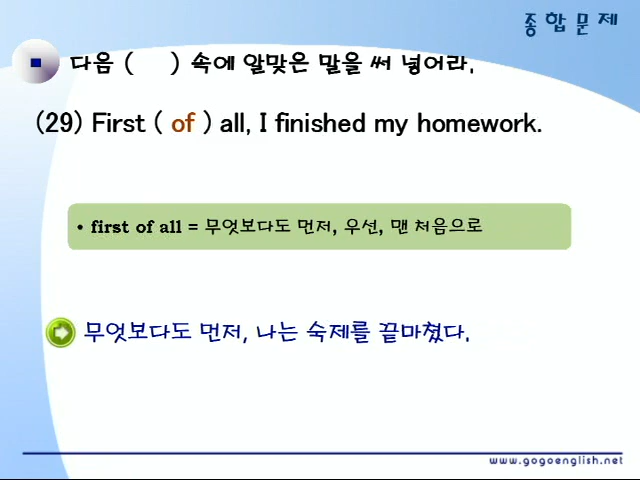 종합문제
다음 (    ) 속에 알맞은 말을 써 넣어라.
(29) First ( of ) all, I finished my homework.
• first of all = 무엇보다도 먼저, 우선, 맨 처음으로
무엇보다도 먼저, 나는 숙제를 끝마쳤다.
www.gogoenglish.net